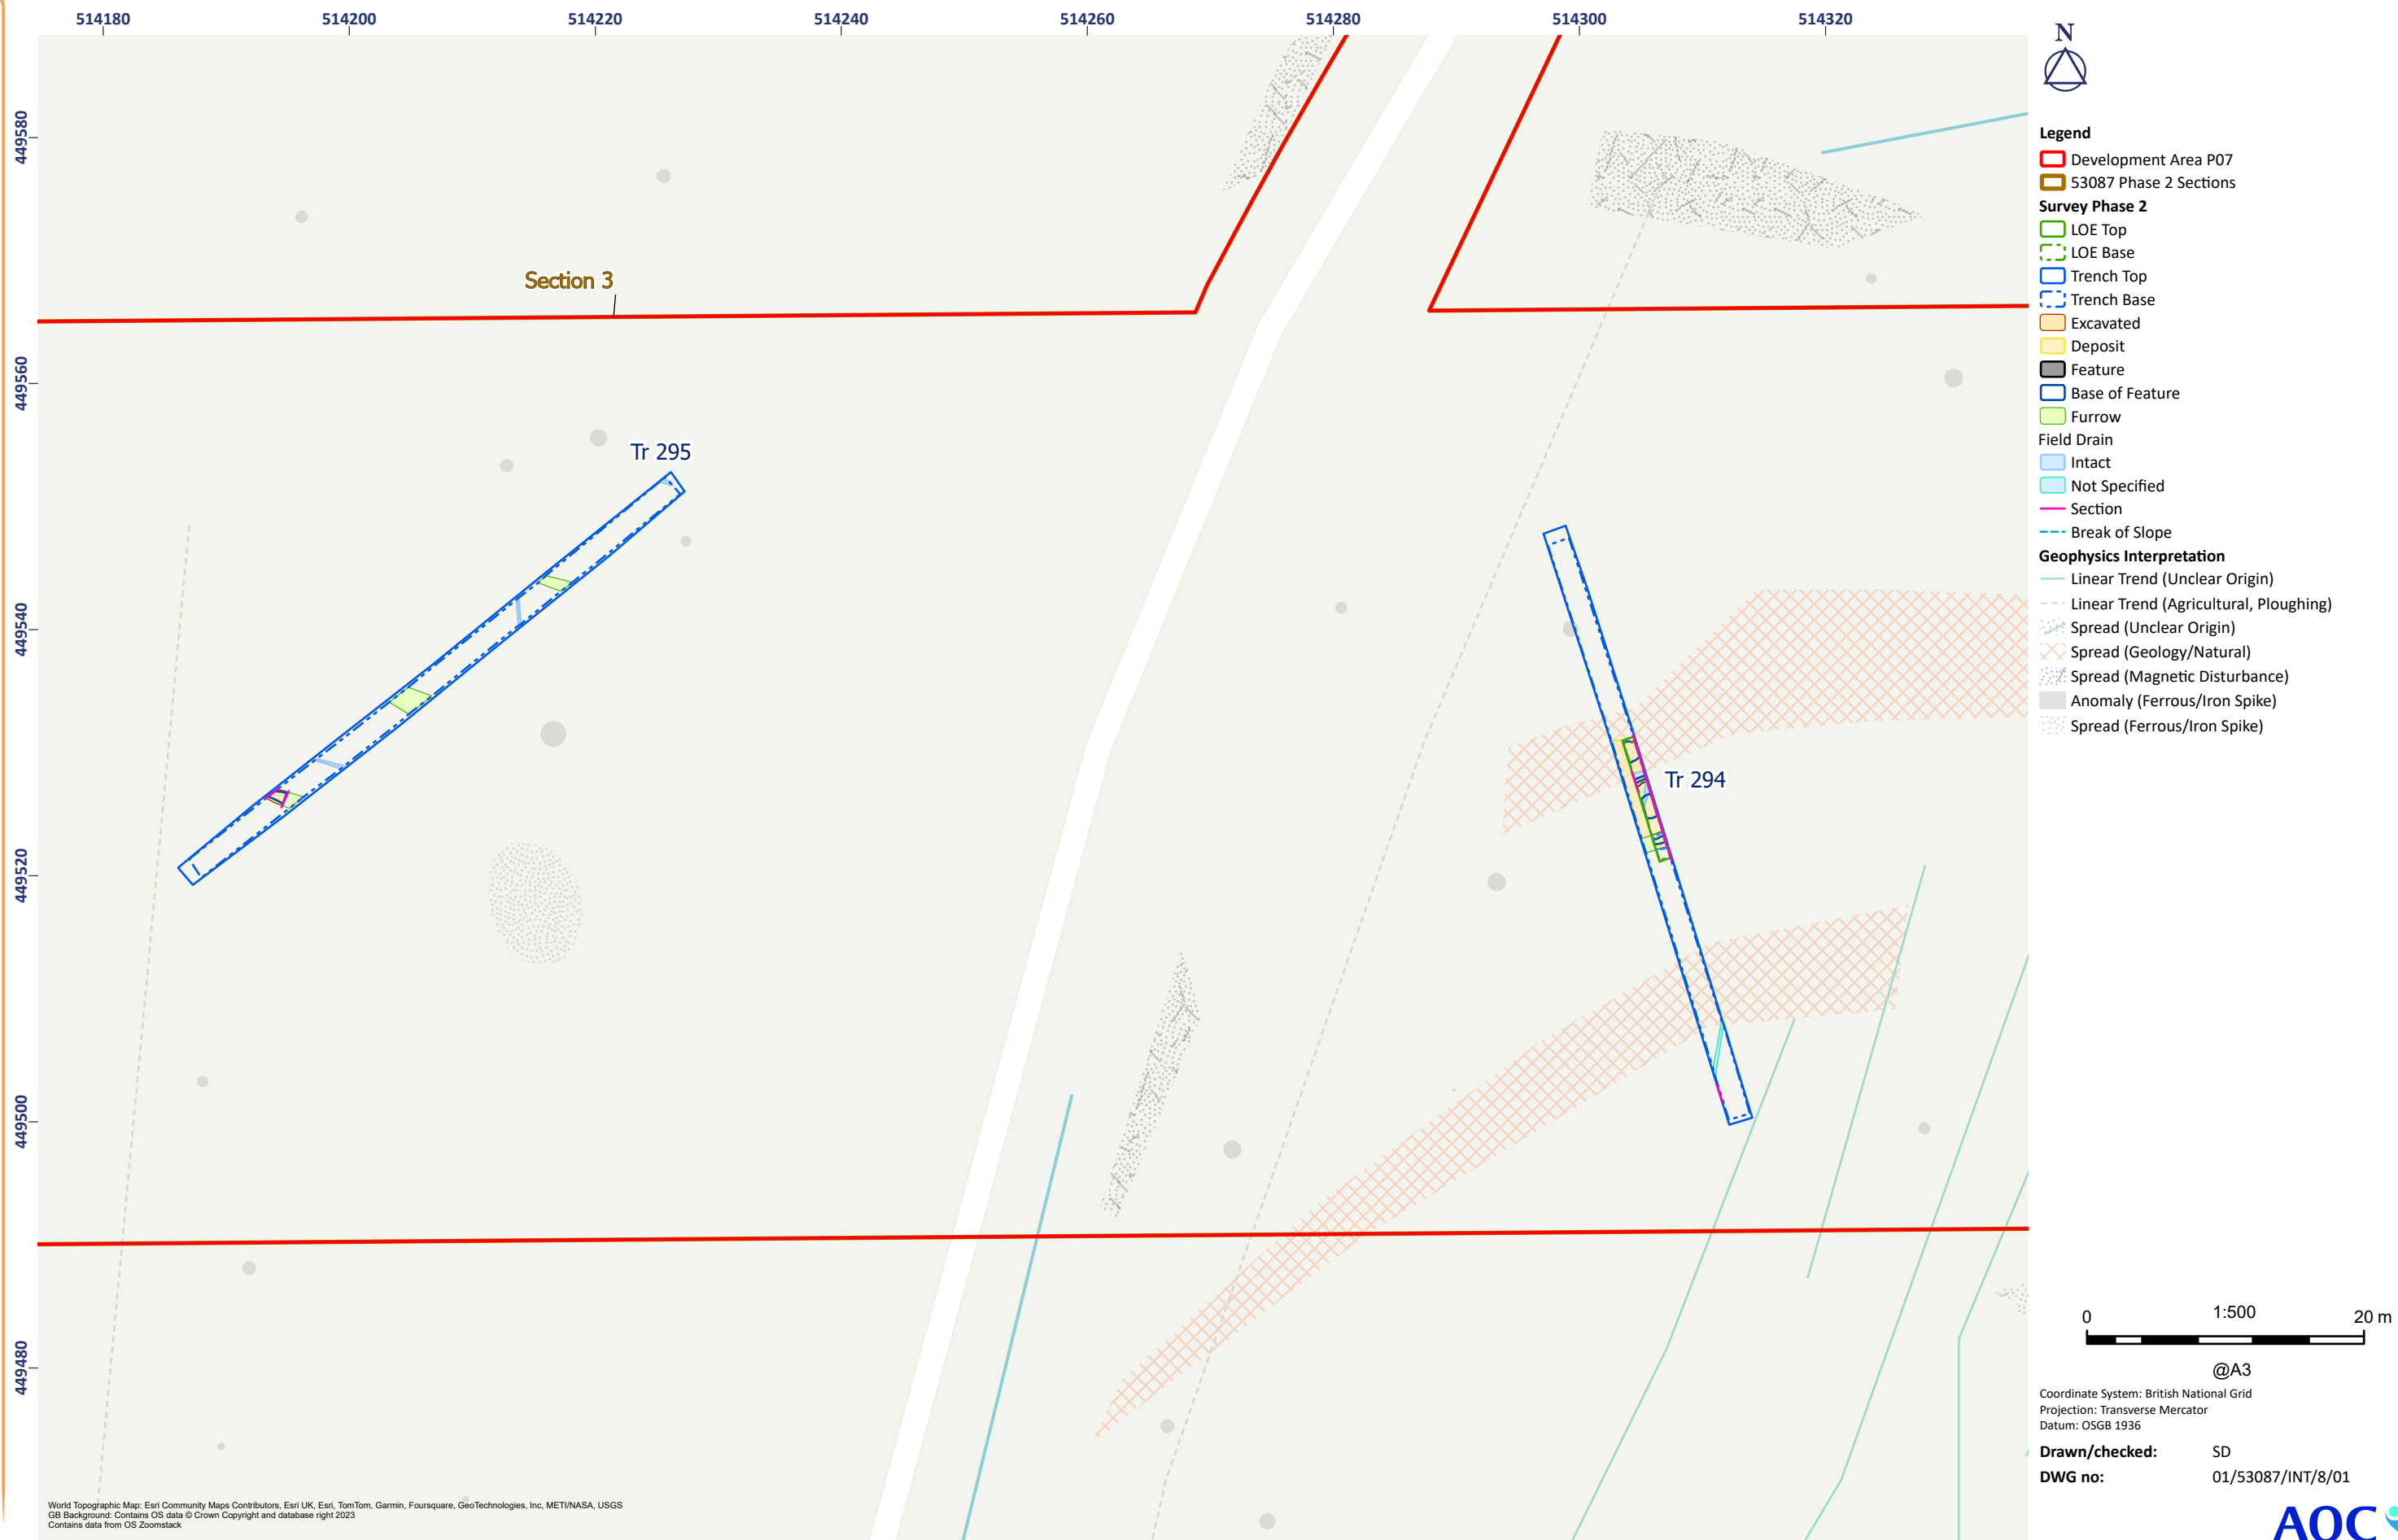 514180 514200 514220 514240 514260 514280 514300 514320
449580
449560
449540
449520
449500
449480
Section 3
Tr 295
Tr 294
N
Legend
Development Area P07
53087 Phase 2 Sections
Survey Phase 2
LOE Top
LOE Base
Trench Top
Trench Base
Excavated
Deposit
Feature
Base of Feature
Furrow
Field Drain
Intact
Not Specified
Section
Break of Slope
Geophysics Interpretation
Linear Trend (Unclear Origin)
Linear Trend (Agricultural, Ploughing)
Spread (Unclear Origin)
Spread (Geology/Natural)
Spread (Magnetic Disturbance)
Anomaly (Ferrous/Iron Spike)
Spread (Ferrous/Iron Spike)
0 1:500 20 m
@A3
Coordinate System: British National Grid
Projection: Transverse Mercator
Datum: OSGB 1936
Drawn/checked: SD
DWG no: 01/53087/INT/8/01
AOC
World Topographic Map: Esri Community Maps Contributors, Esri UK, Esri, TomTom, Garmin, Foursquare, GeoTechnologies, Inc, METI/NASA, USGS
GB Background: Contains OS data © Crown Copyright and database right 2023
Contains data from OS Zoomstack